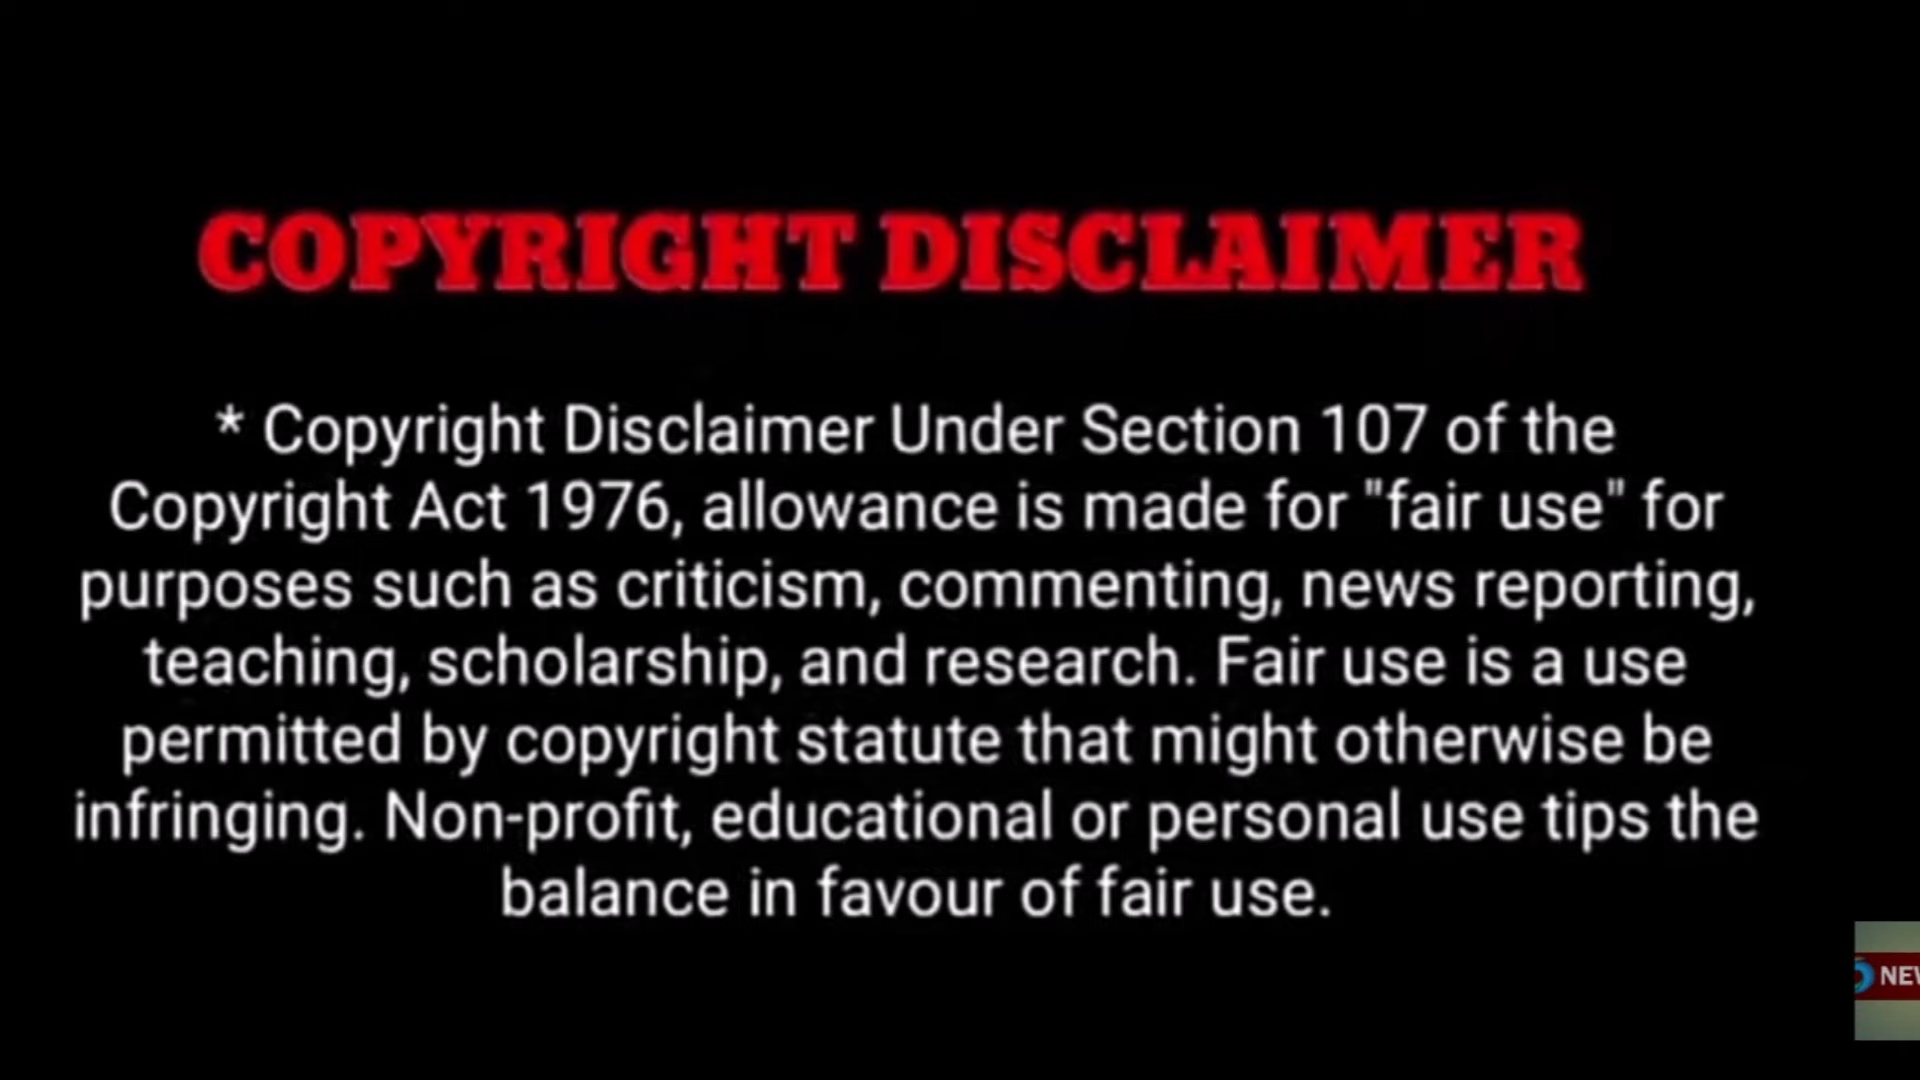 COPYRIGHT DISCLAIMER
* Copyright Disclaimer Under Section 107 of the
Copyright Act 1976, allowance is made for "fair use" for
purposes such as criticism, commenting, news reporting,
teaching, scholarship, and research. Fair use is a use
permitted by copyright statute that might otherwise be
infringing. Non-profit, educational or personal use tips the
balance in favour of fair use.